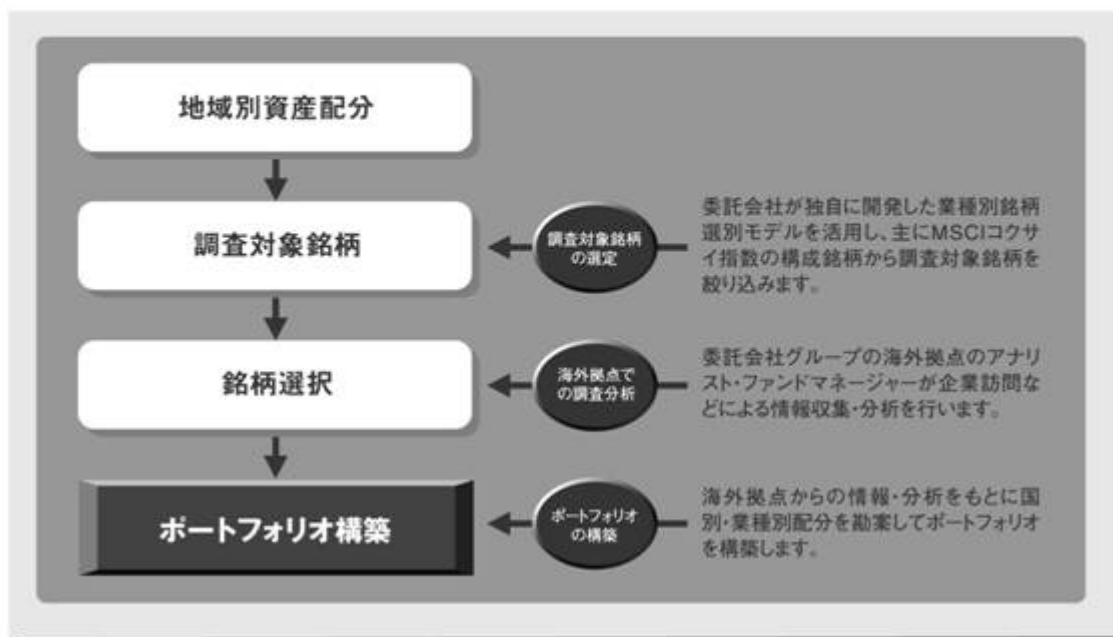 地域別資産配分
調査対象銘柄
調査対象銘柄
の選定
委託会社が独自に開発した業種別銘柄
選別モデルを活用し、主にMSCIコクサ
イ指数の構成銘柄から調査対象銘柄を
絞り込みます。
銘柄選択
海外拠点で
の調査分析
委託会社グループの海外拠点のアナリ
スト・ファンドマネージャーが企業訪問な
どによる情報収集・分析を行います。
ポートフォリオ構築
ポートフォリオ
の構築
海外拠点からの情報・分析をもとに国
別・業種別配分を勘案してポートフォリオ
を構築します。